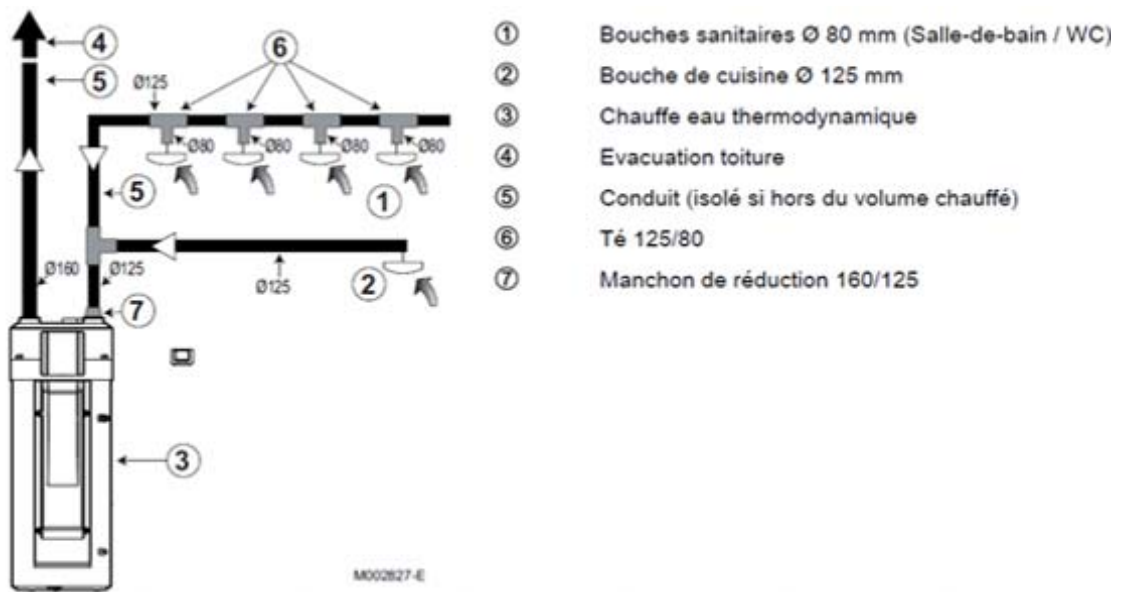 4
6
5
Ø125
Ø80 Ø80 Ø80 Ø80
5
1
Ø160 Ø125
Ø125
2
7
3
M002827-E
① Bouches sanitaires Ø 80 mm (Salle-de-bain / WC)
② Bouche de cuisine Ø 125 mm
③ Chauffe eau thermodynamique
④ Evacuation toiture
⑤ Conduit (isolé si hors du volume chauffé)
⑥ Té 125/80
⑦ Manchon de réduction 160/125